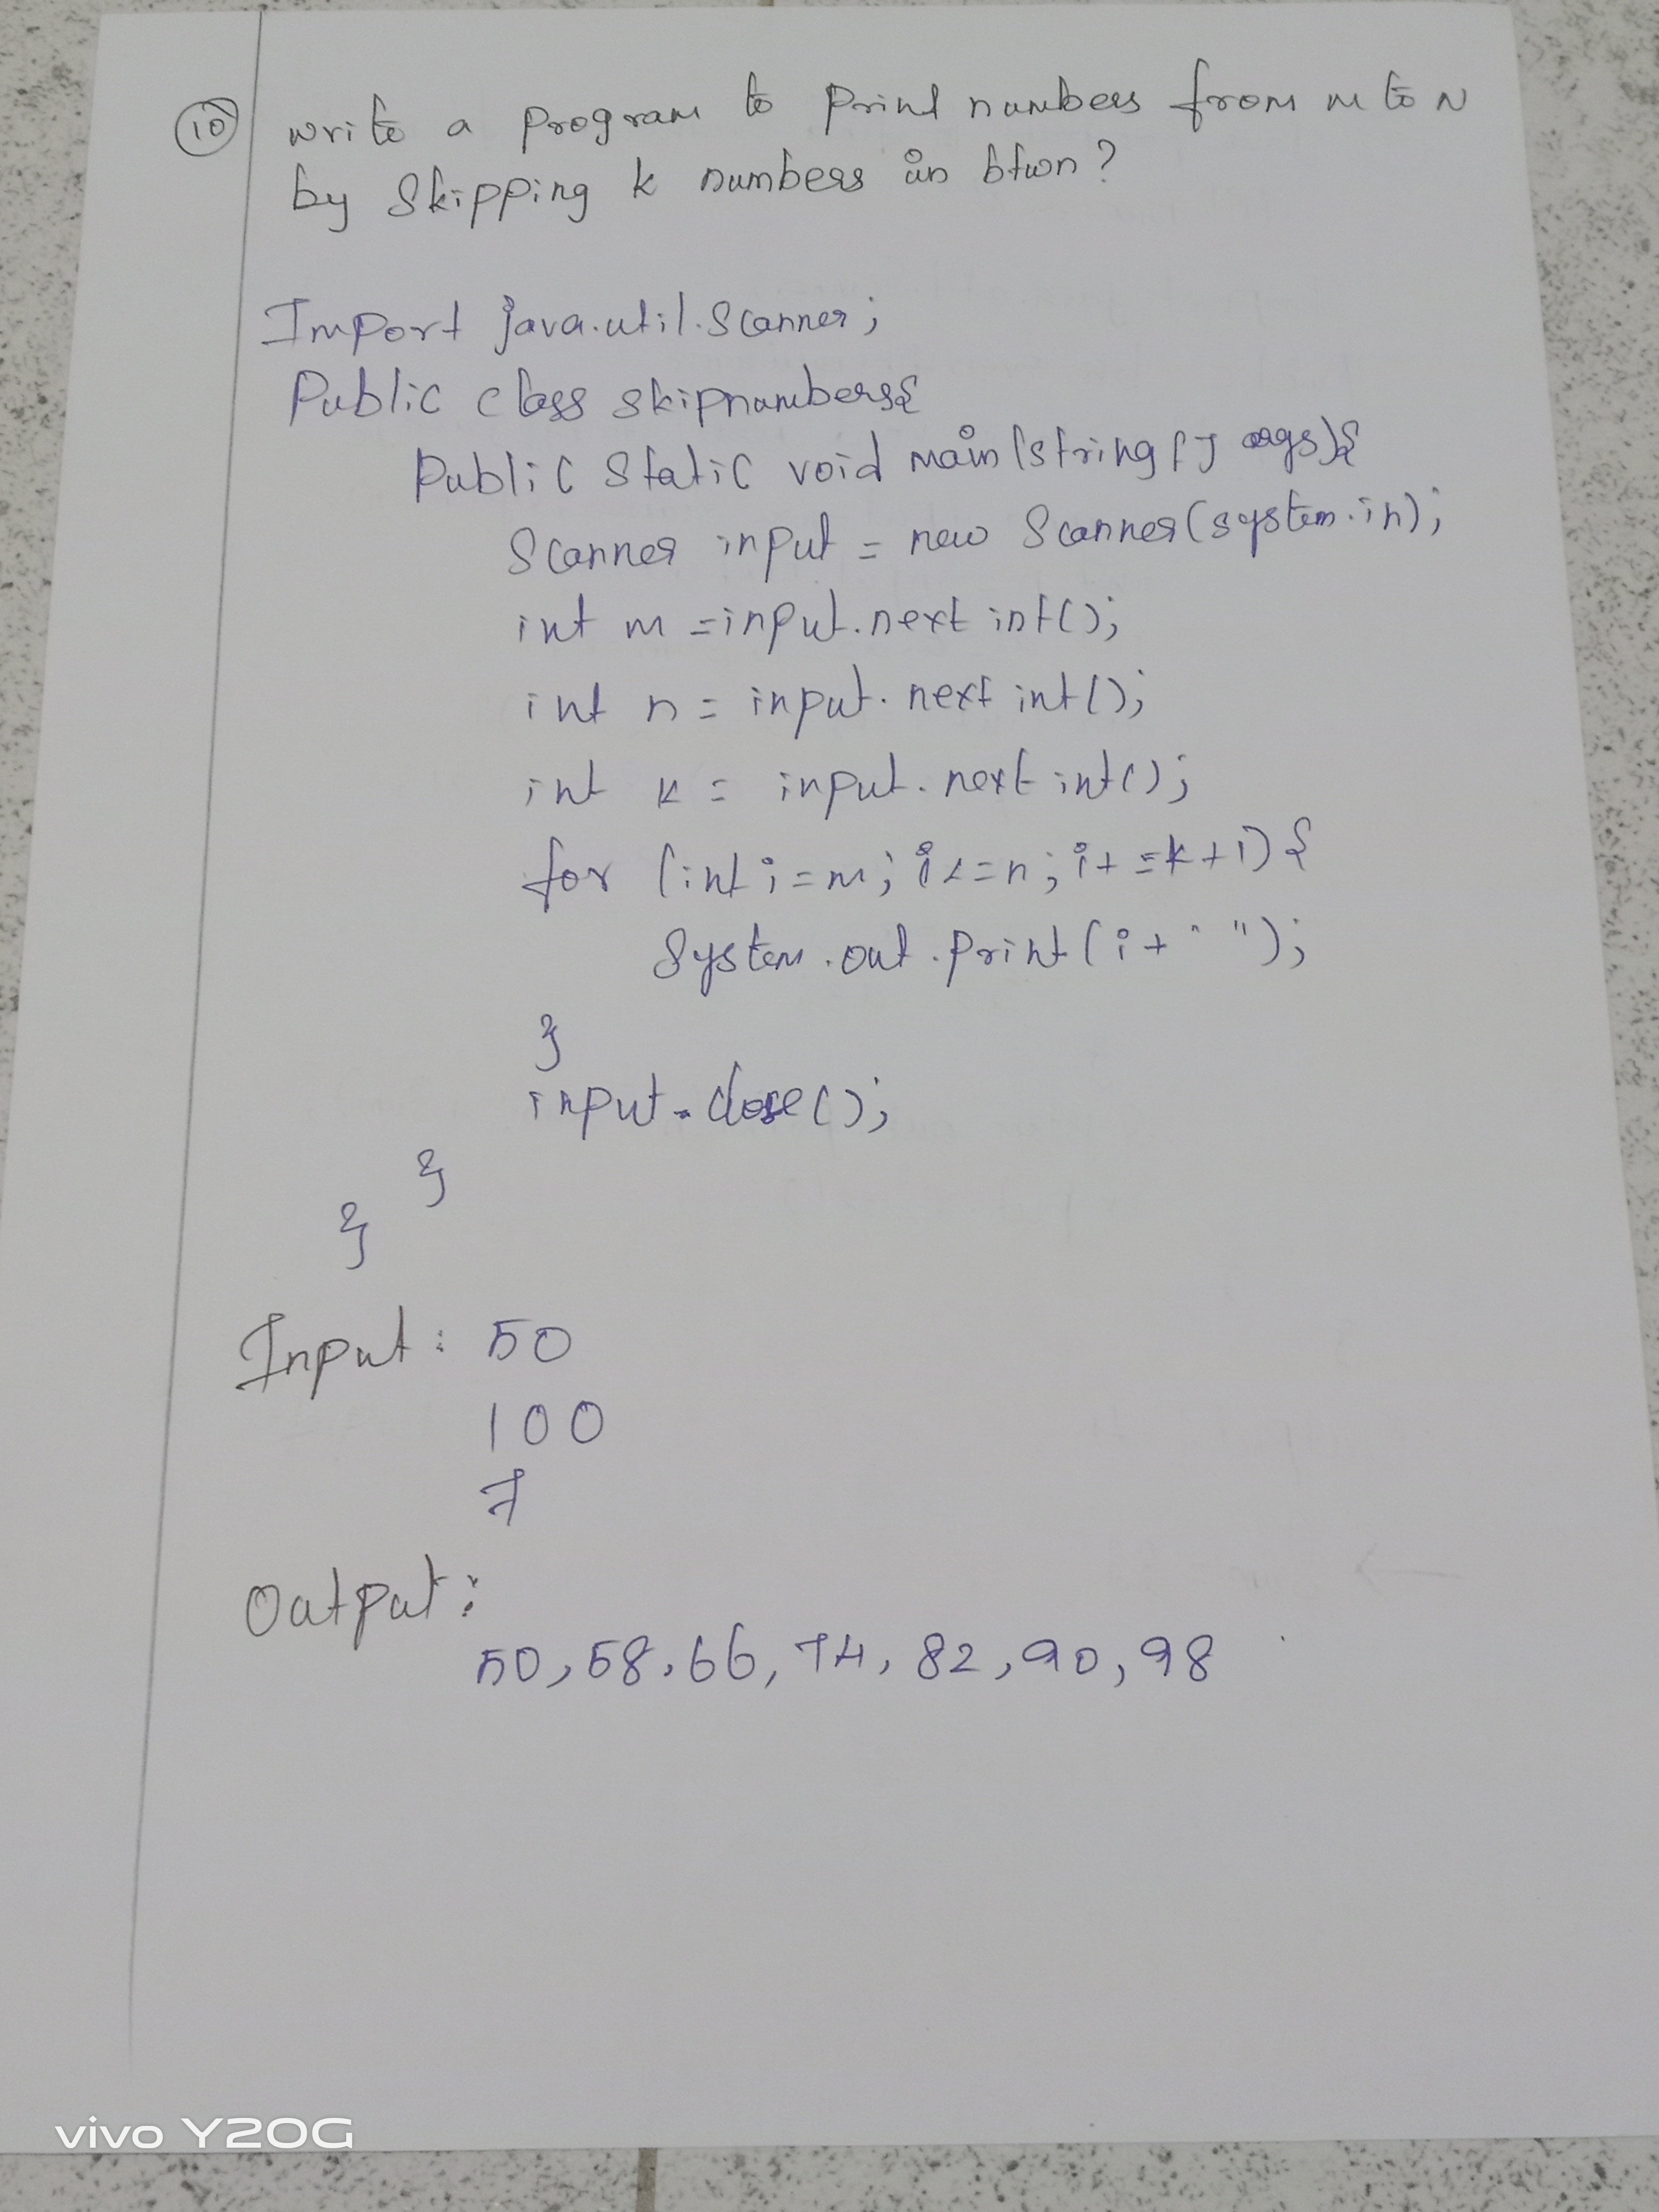 10 write a program to print numbers from m to N
by Skipping k numbers in btwn?
Import java.util.Scanner;
Public class skipnumbers{
Public Static void main(string[] args){
Scanner input = new Scanner(system.in);
int m =input.next int();
int n = input.next int();
int k = input.next int();
for (int i=m; i<=n; i+=k+1) {
System.out.print(i+" ");
}
input.close();
}
}
Input: 50
100
7
Output:
50, 58, 66, 74, 82, 90, 98
vivo Y20G